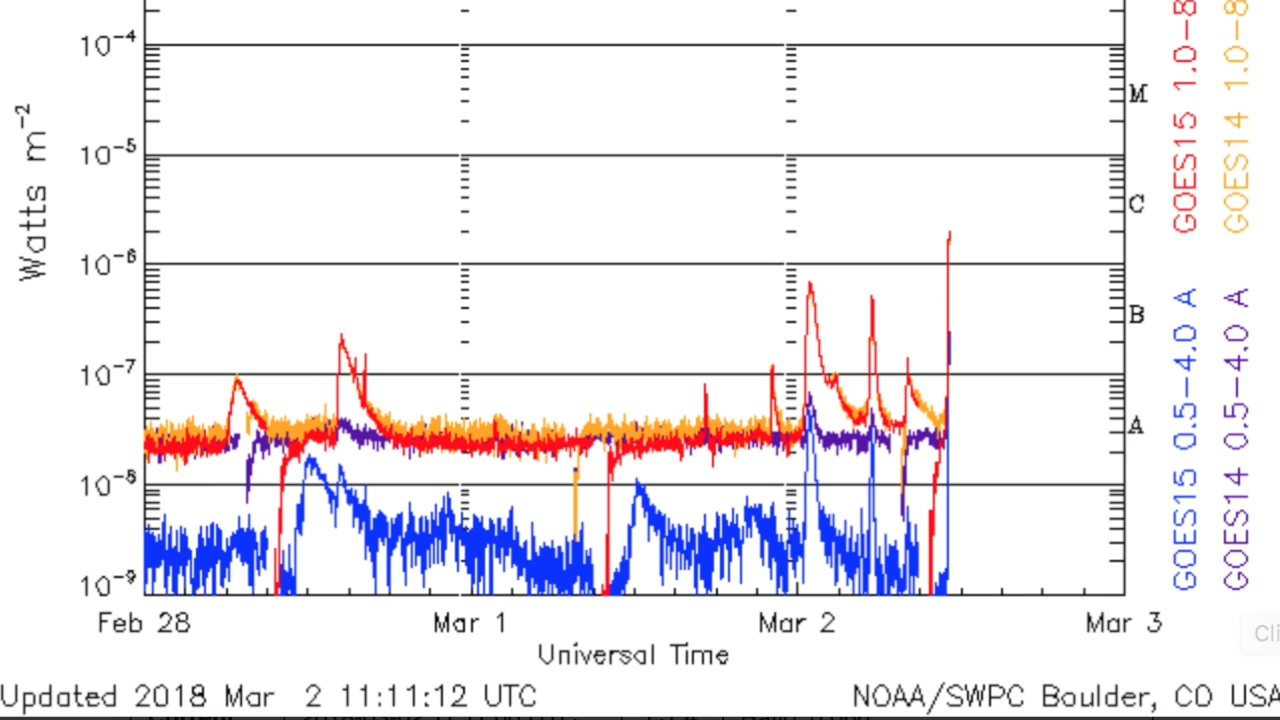 10−4
M
10−5
C
10−6
B
10−7
A
10−8
10−9
Watts m−2
Feb 28 Mar 1 Mar 2 Mar 3
Universal Time
Updated 2018 Mar 2 11:11:12 UTC
NOAA/SWPC Boulder, CO USA
GOES15 0.5−4.0 A
GOES15 1.0−8
GOES14 0.5−4.0 A
GOES14 1.0−8
Cli